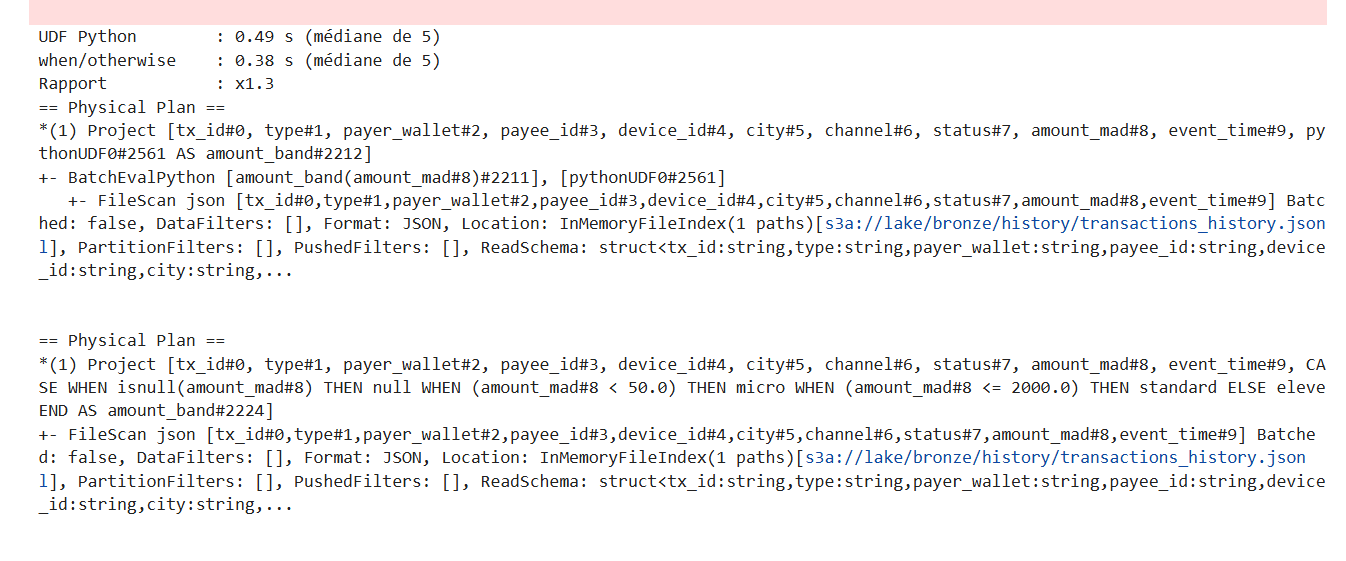 UDF Python        : 0.49 s (médiane de 5)
when/otherwise    : 0.38 s (médiane de 5)
Rapport           : x1.3
== Physical Plan ==
*(1) Project [tx_id#0, type#1, payer_wallet#2, payee_id#3, device_id#4, city#5, channel#6, status#7, amount_mad#8, event_time#9, py
thonUDF0#2561 AS amount_band#2212]
+- BatchEvalPython [amount_band(amount_mad#8)#2211], [pythonUDF0#2561]
   +- FileScan json [tx_id#0,type#1,payer_wallet#2,payee_id#3,device_id#4,city#5,channel#6,status#7,amount_mad#8,event_time#9] Batc
hed: false, DataFilters: [], Format: JSON, Location: InMemoryFileIndex(1 paths)[s3a://lake/bronze/history/transactions_history.json
l], PartitionFilters: [], PushedFilters: [], ReadSchema: struct<tx_id:string,type:string,payer_wallet:string,payee_id:string,device
_id:string,city:string,...
== Physical Plan ==
*(1) Project [tx_id#0, type#1, payer_wallet#2, payee_id#3, device_id#4, city#5, channel#6, status#7, amount_mad#8, event_time#9, CA
SE WHEN isnull(amount_mad#8) THEN null WHEN (amount_mad#8 < 50.0) THEN micro WHEN (amount_mad#8 <= 2000.0) THEN standard ELSE eleve
END AS amount_band#2224]
+- FileScan json [tx_id#0,type#1,payer_wallet#2,payee_id#3,device_id#4,city#5,channel#6,status#7,amount_mad#8,event_time#9] Batche
d: false, DataFilters: [], Format: JSON, Location: InMemoryFileIndex(1 paths)[s3a://lake/bronze/history/transactions_history.json
l], PartitionFilters: [], PushedFilters: [], ReadSchema: struct<tx_id:string,type:string,payer_wallet:string,payee_id:string,device
_id:string,city:string,...